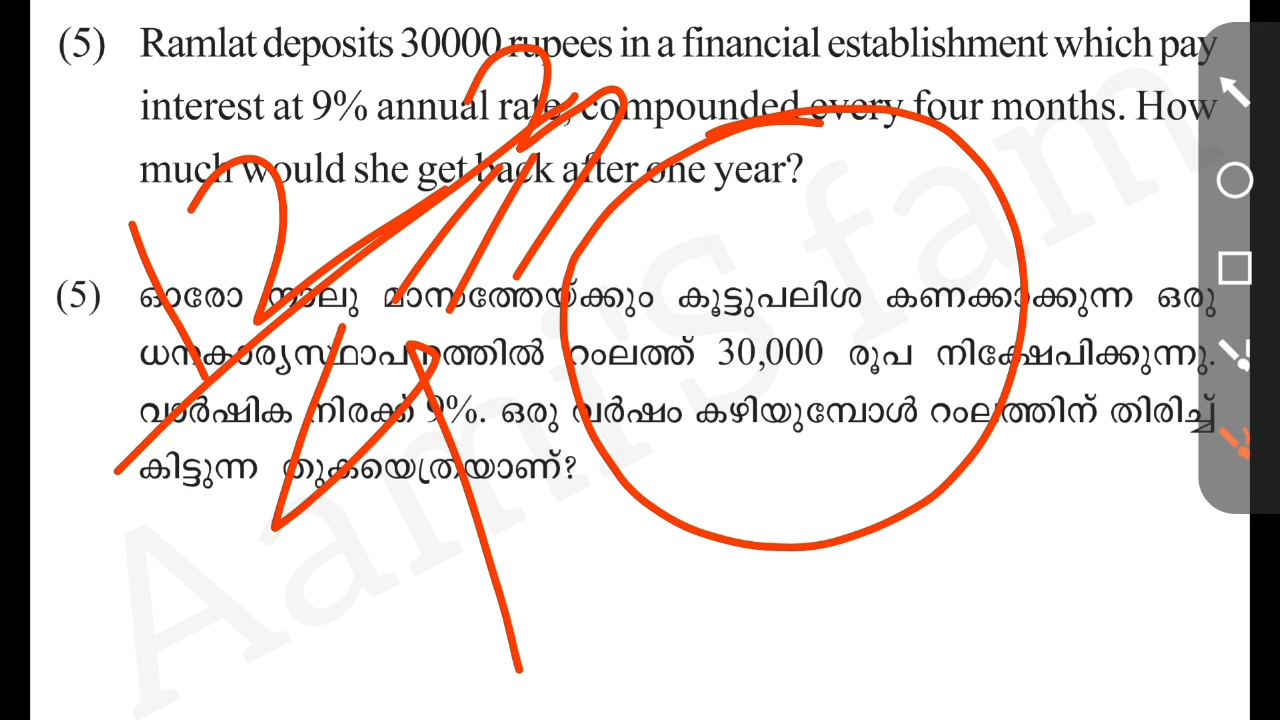 (5) Ramlat deposits 30000 rupees in a financial establishment which pay
interest at 9% annual rate, compounded every four months. How
much would she get back after one year?
(5) ഓരോ നാലു മാസത്തേയ്ക്കും കൂട്ടുപലിശ കണക്കാക്കുന്ന ഒരു
ധനകാര്യസ്ഥാപനത്തിൽ റംലത്ത് 30,000 രൂപ നിക്ഷേപിക്കുന്നു.
വാർഷിക നിരക്ക് 9%. ഒരു വർഷം കഴിയുമ്പോൾ റംലത്തിന് തിരിച്ച്
കിട്ടുന്ന തുകയെത്രയാണ്?
Aami's fam